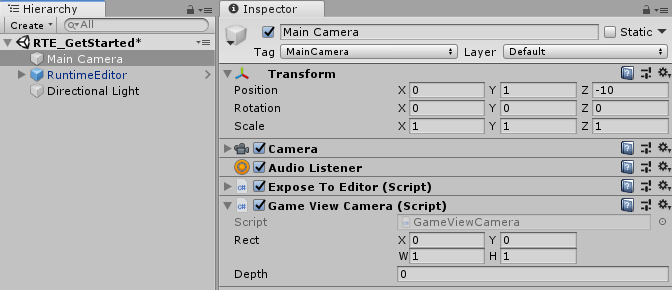 Hierarchy
Create All
RTE_GetStarted*
Main Camera
RuntimeEditor
Directional Light
Inspector
Main Camera Static
Tag MainCamera Layer Default
Transform
Position X 0 Y 1 Z -10
Rotation X 0 Y 0 Z 0
Scale X 1 Y 1 Z 1
Camera
Audio Listener
C# Expose To Editor (Script)
C# Game View Camera (Script)
Script GameViewCamera
Rect X 0 Y 0
W 1 H 1
Depth 0